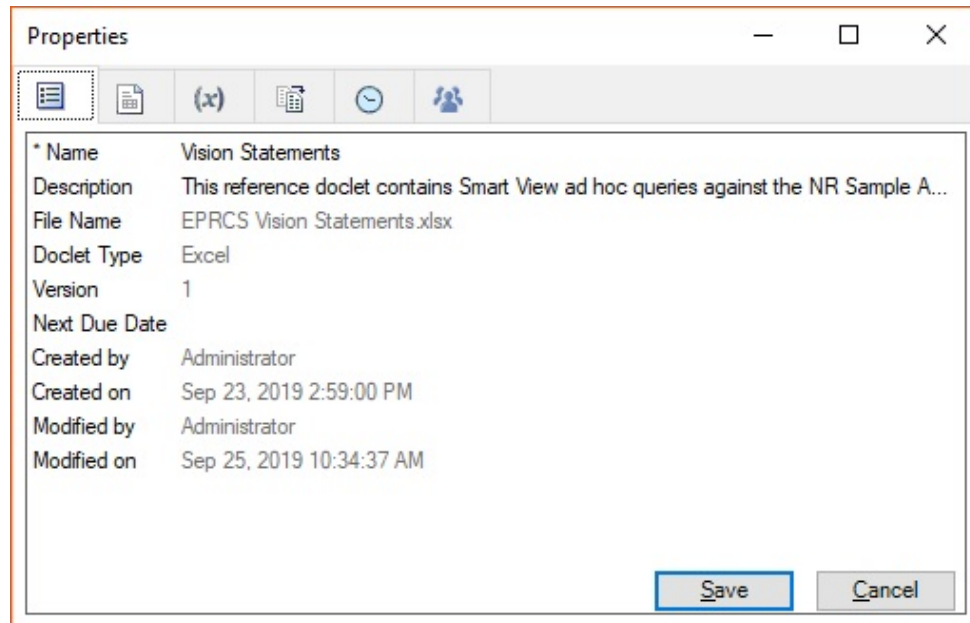 Properties
(x)
* Name Vision Statements
Description This reference doclet contains Smart View ad hoc queries against the NR Sample A...
File Name EPRCS Vision Statements.xlsx
Doclet Type Excel
Version 1
Next Due Date
Created by Administrator
Created on Sep 23, 2019 2:59:00 PM
Modified by Administrator
Modified on Sep 25, 2019 10:34:37 AM
Save Cancel